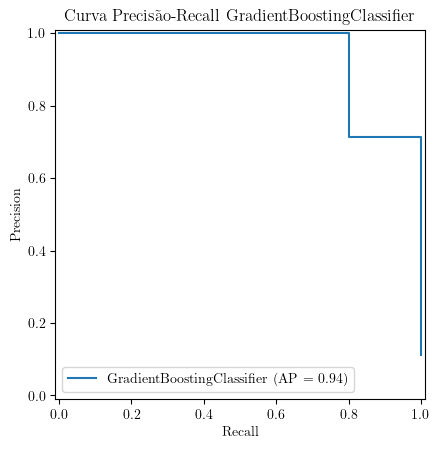 Curva Precisão-Recall GradientBoostingClassifier
1.0
0.8
0.6
0.4
0.2
0.0
Precision
GradientBoostingClassifier (AP = 0.94)
0.0 0.2 0.4 0.6 0.8 1.0
Recall